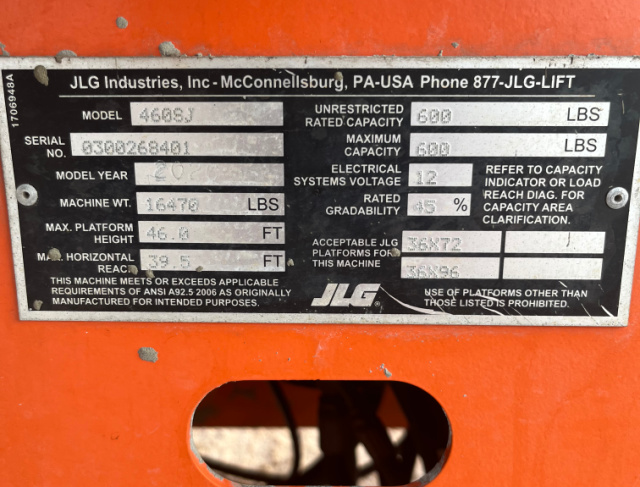 1706948A
JLG Industries, Inc - McConnellsburg, PA-USA Phone 877-JLG-LIFT
MODEL 460SJ
SERIAL NO. 0300268401
MODEL YEAR
MACHINE WT. 16470 LBS
MAX. PLATFORM HEIGHT 46.0 FT
MAX. HORIZONTAL REACH 39.5 FT
THIS MACHINE MEETS OR EXCEEDS APPLICABLE
REQUIREMENTS OF ANSI A92.5 2006 AS ORIGINALLY
MANUFACTURED FOR INTENDED PURPOSES.
UNRESTRICTED RATED CAPACITY 600 LBS
MAXIMUM CAPACITY 600 LBS
ELECTRICAL SYSTEMS VOLTAGE 12
RATED GRADABILITY 45 %
REFER TO CAPACITY
INDICATOR OR LOAD
REACH DIAG. FOR
CAPACITY AREA
CLARIFICATION.
ACCEPTABLE JLG
PLATFORMS FOR
THIS MACHINE
36X72
36X96
JLG
USE OF PLATFORMS OTHER THAN
THOSE LISTED IS PROHIBITED.